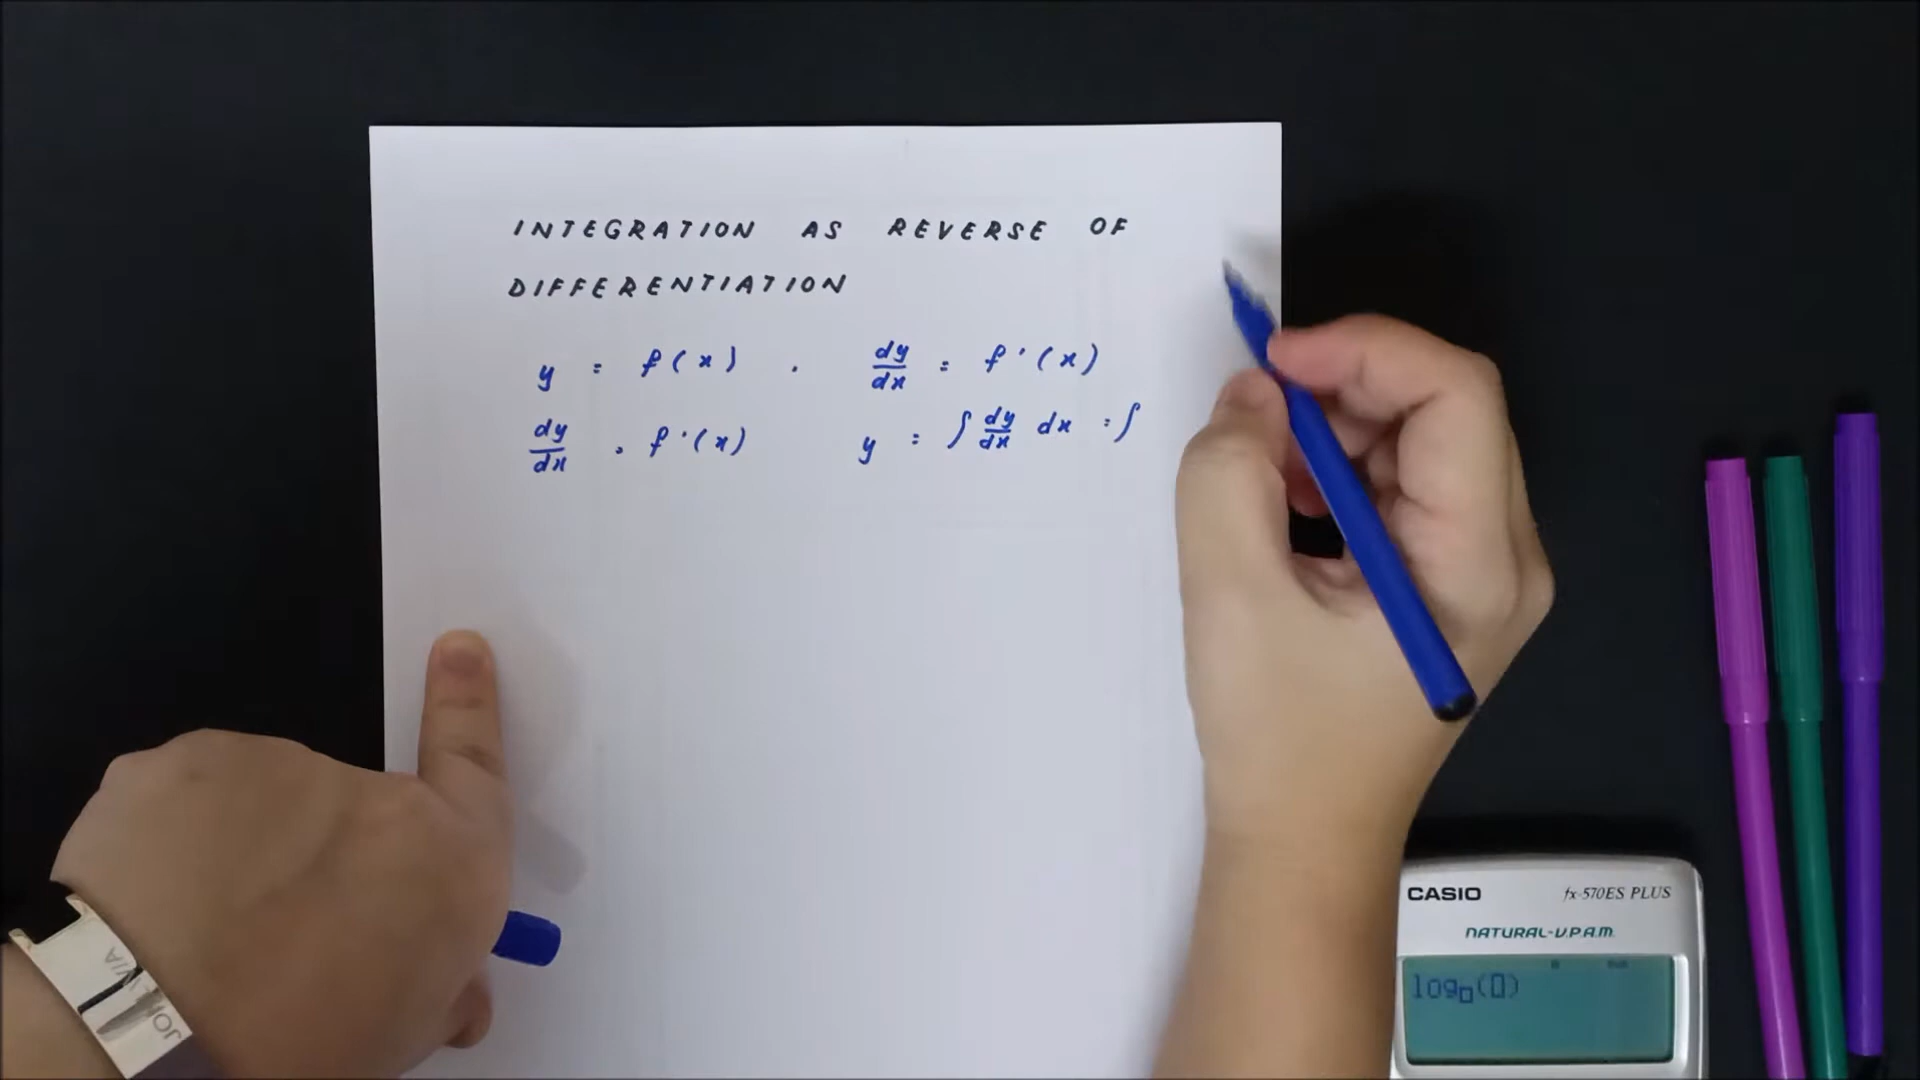 INTEGRATION AS REVERSE OF
DIFFERENTIATION
y = f(x) . dy/dx = f'(x)
dy/dx = f'(x) y = ∫ dy/dx dx = ∫
CASIO fx-570ES PLUS
NATURAL-V.P.A.M.
log□(□)